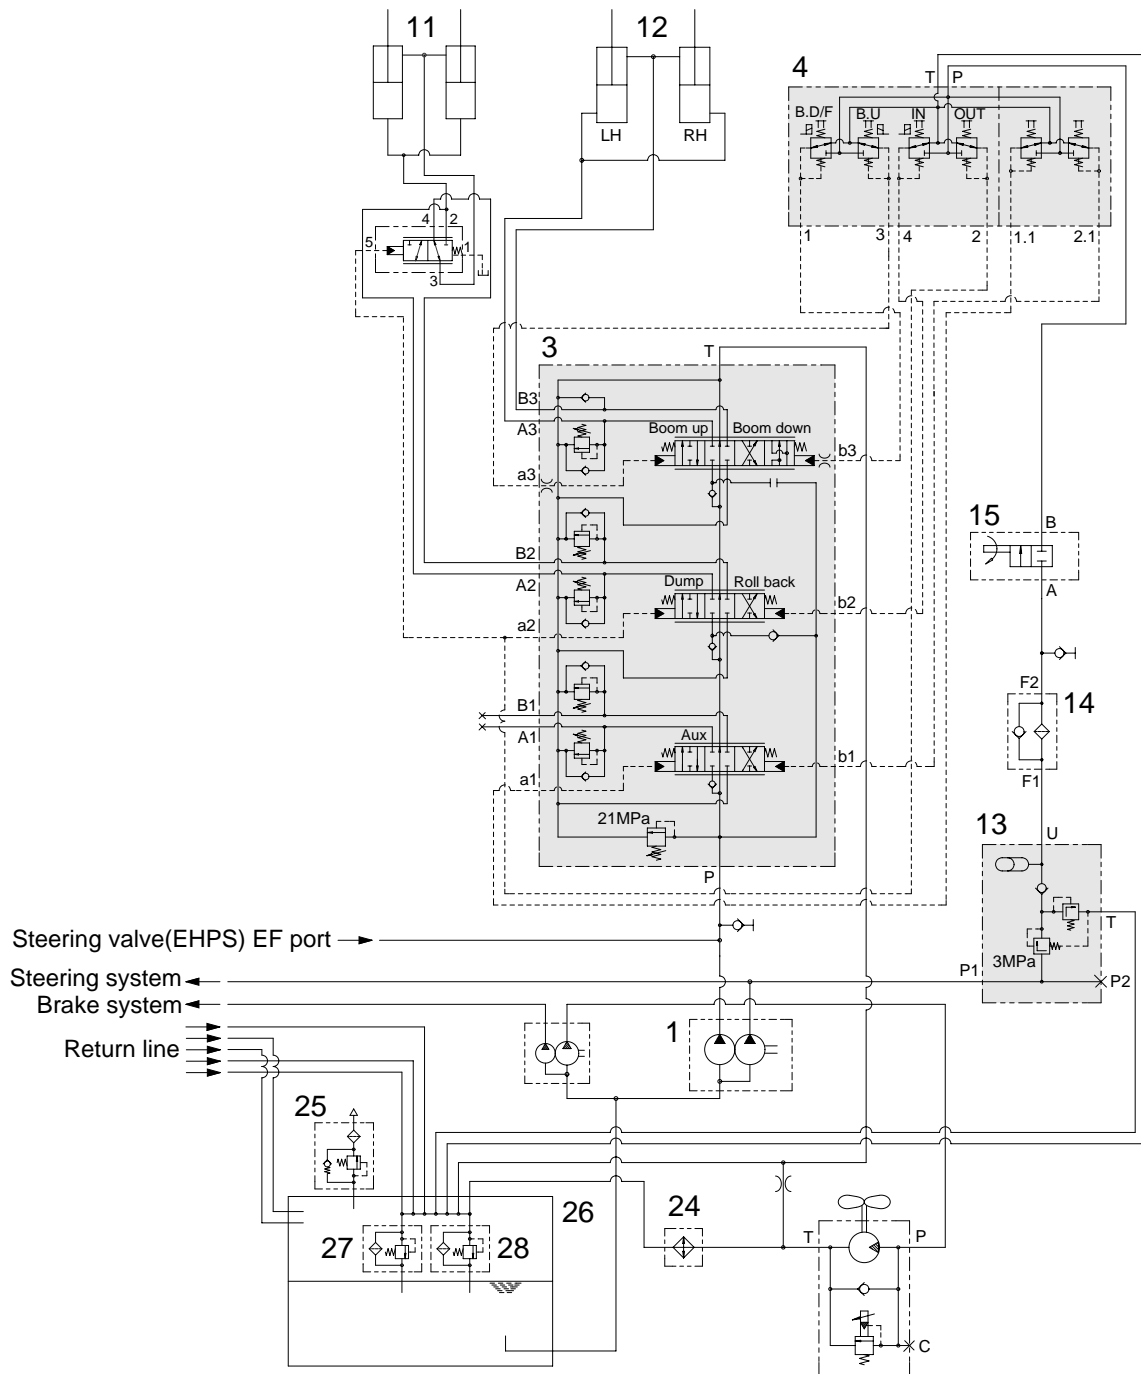 11
12
LH
RH
4
T P
B.D/F B.U IN OUT
1 3 4 2 1.1 2.1
4 2
5 1
3
3
T
B3
A3
Boom up Boom down
a3
b3
B2
A2
Dump Roll back
a2
b2
B1
A1
Aux
a1
b1
21MPa
P
15
B
A
F2
14
F1
13
U
T
3MPa
P1
P2
Steering valve(EHPS) EF port
Steering system
Brake system
Return line
1
25
26
27
28
24
T
P
C